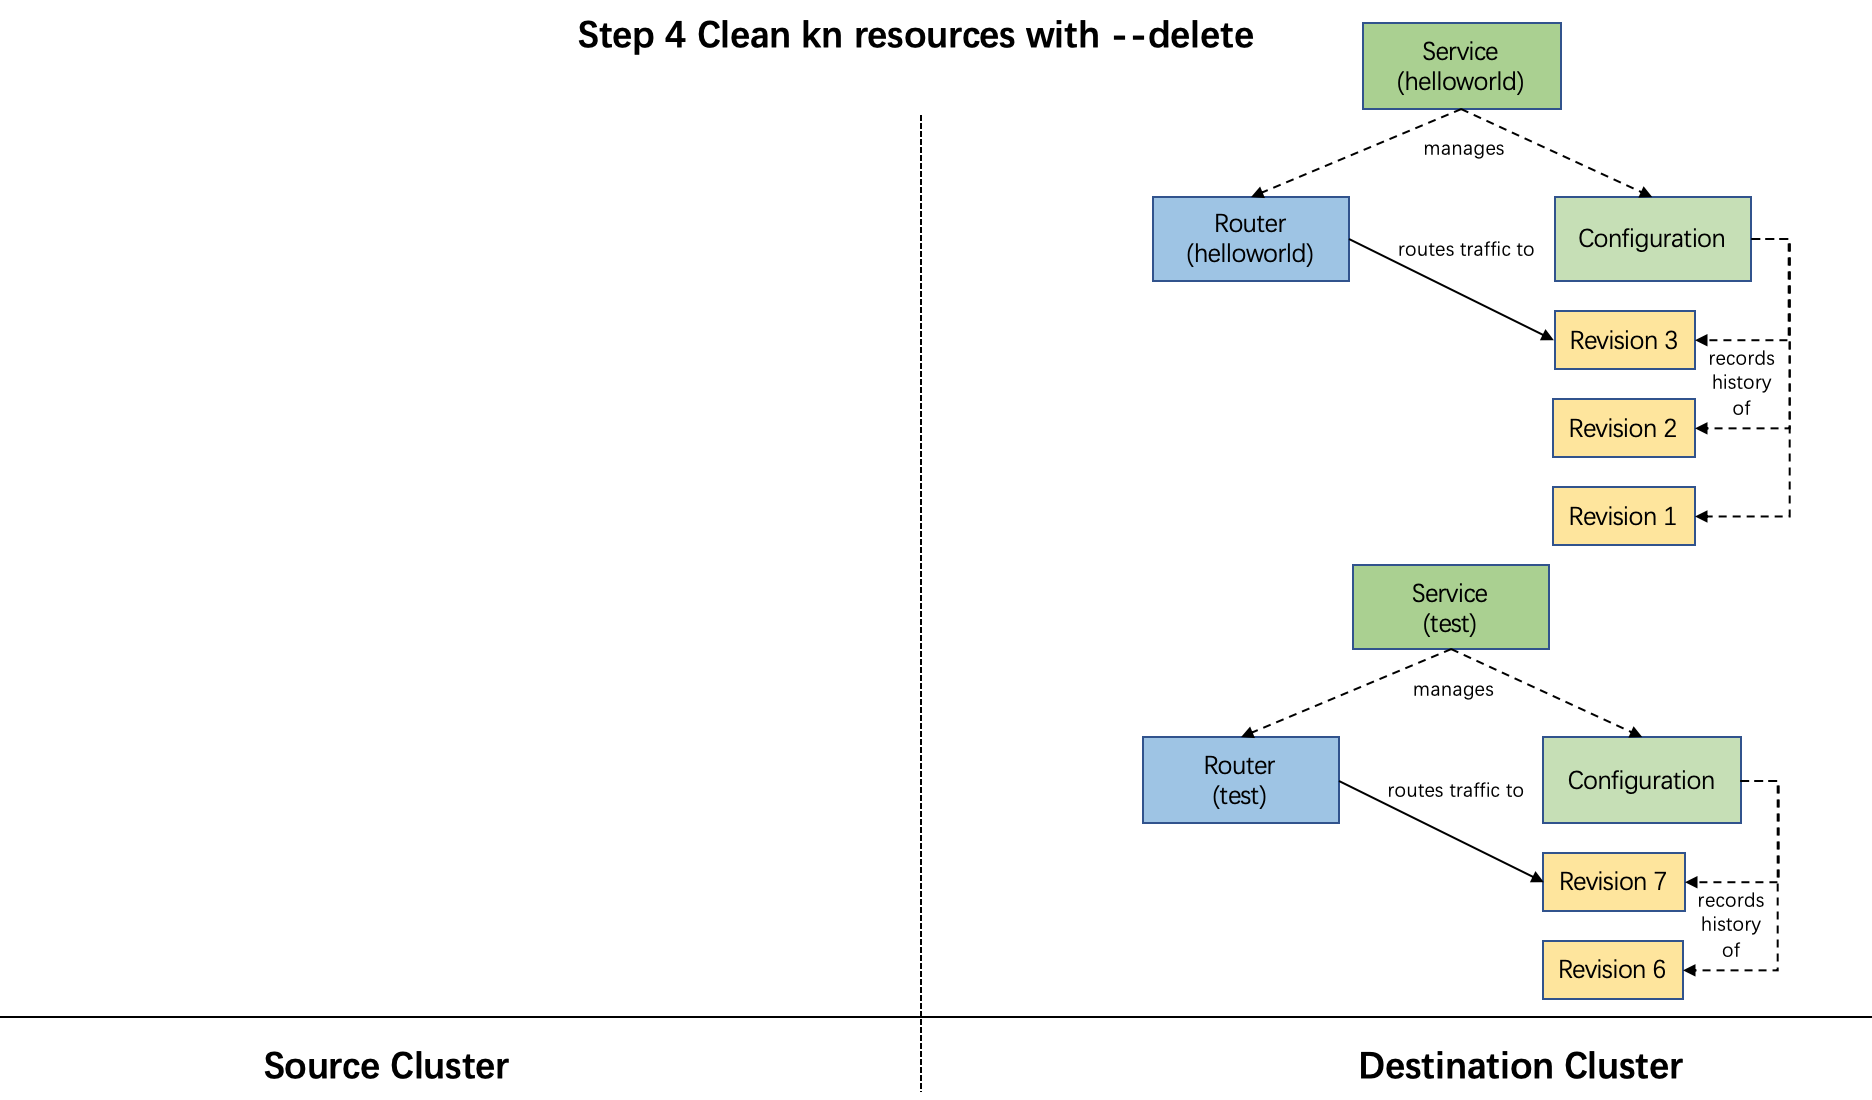 Step 4 Clean kn resources with --delete
Service
(helloworld)
manages
Router
(helloworld)
routes traffic to
Configuration
Revision 3
records
history
of
Revision 2
Revision 1
Service
(test)
manages
Router
(test)
routes traffic to
Configuration
Revision 7
records
history
of
Revision 6
Source Cluster
Destination Cluster